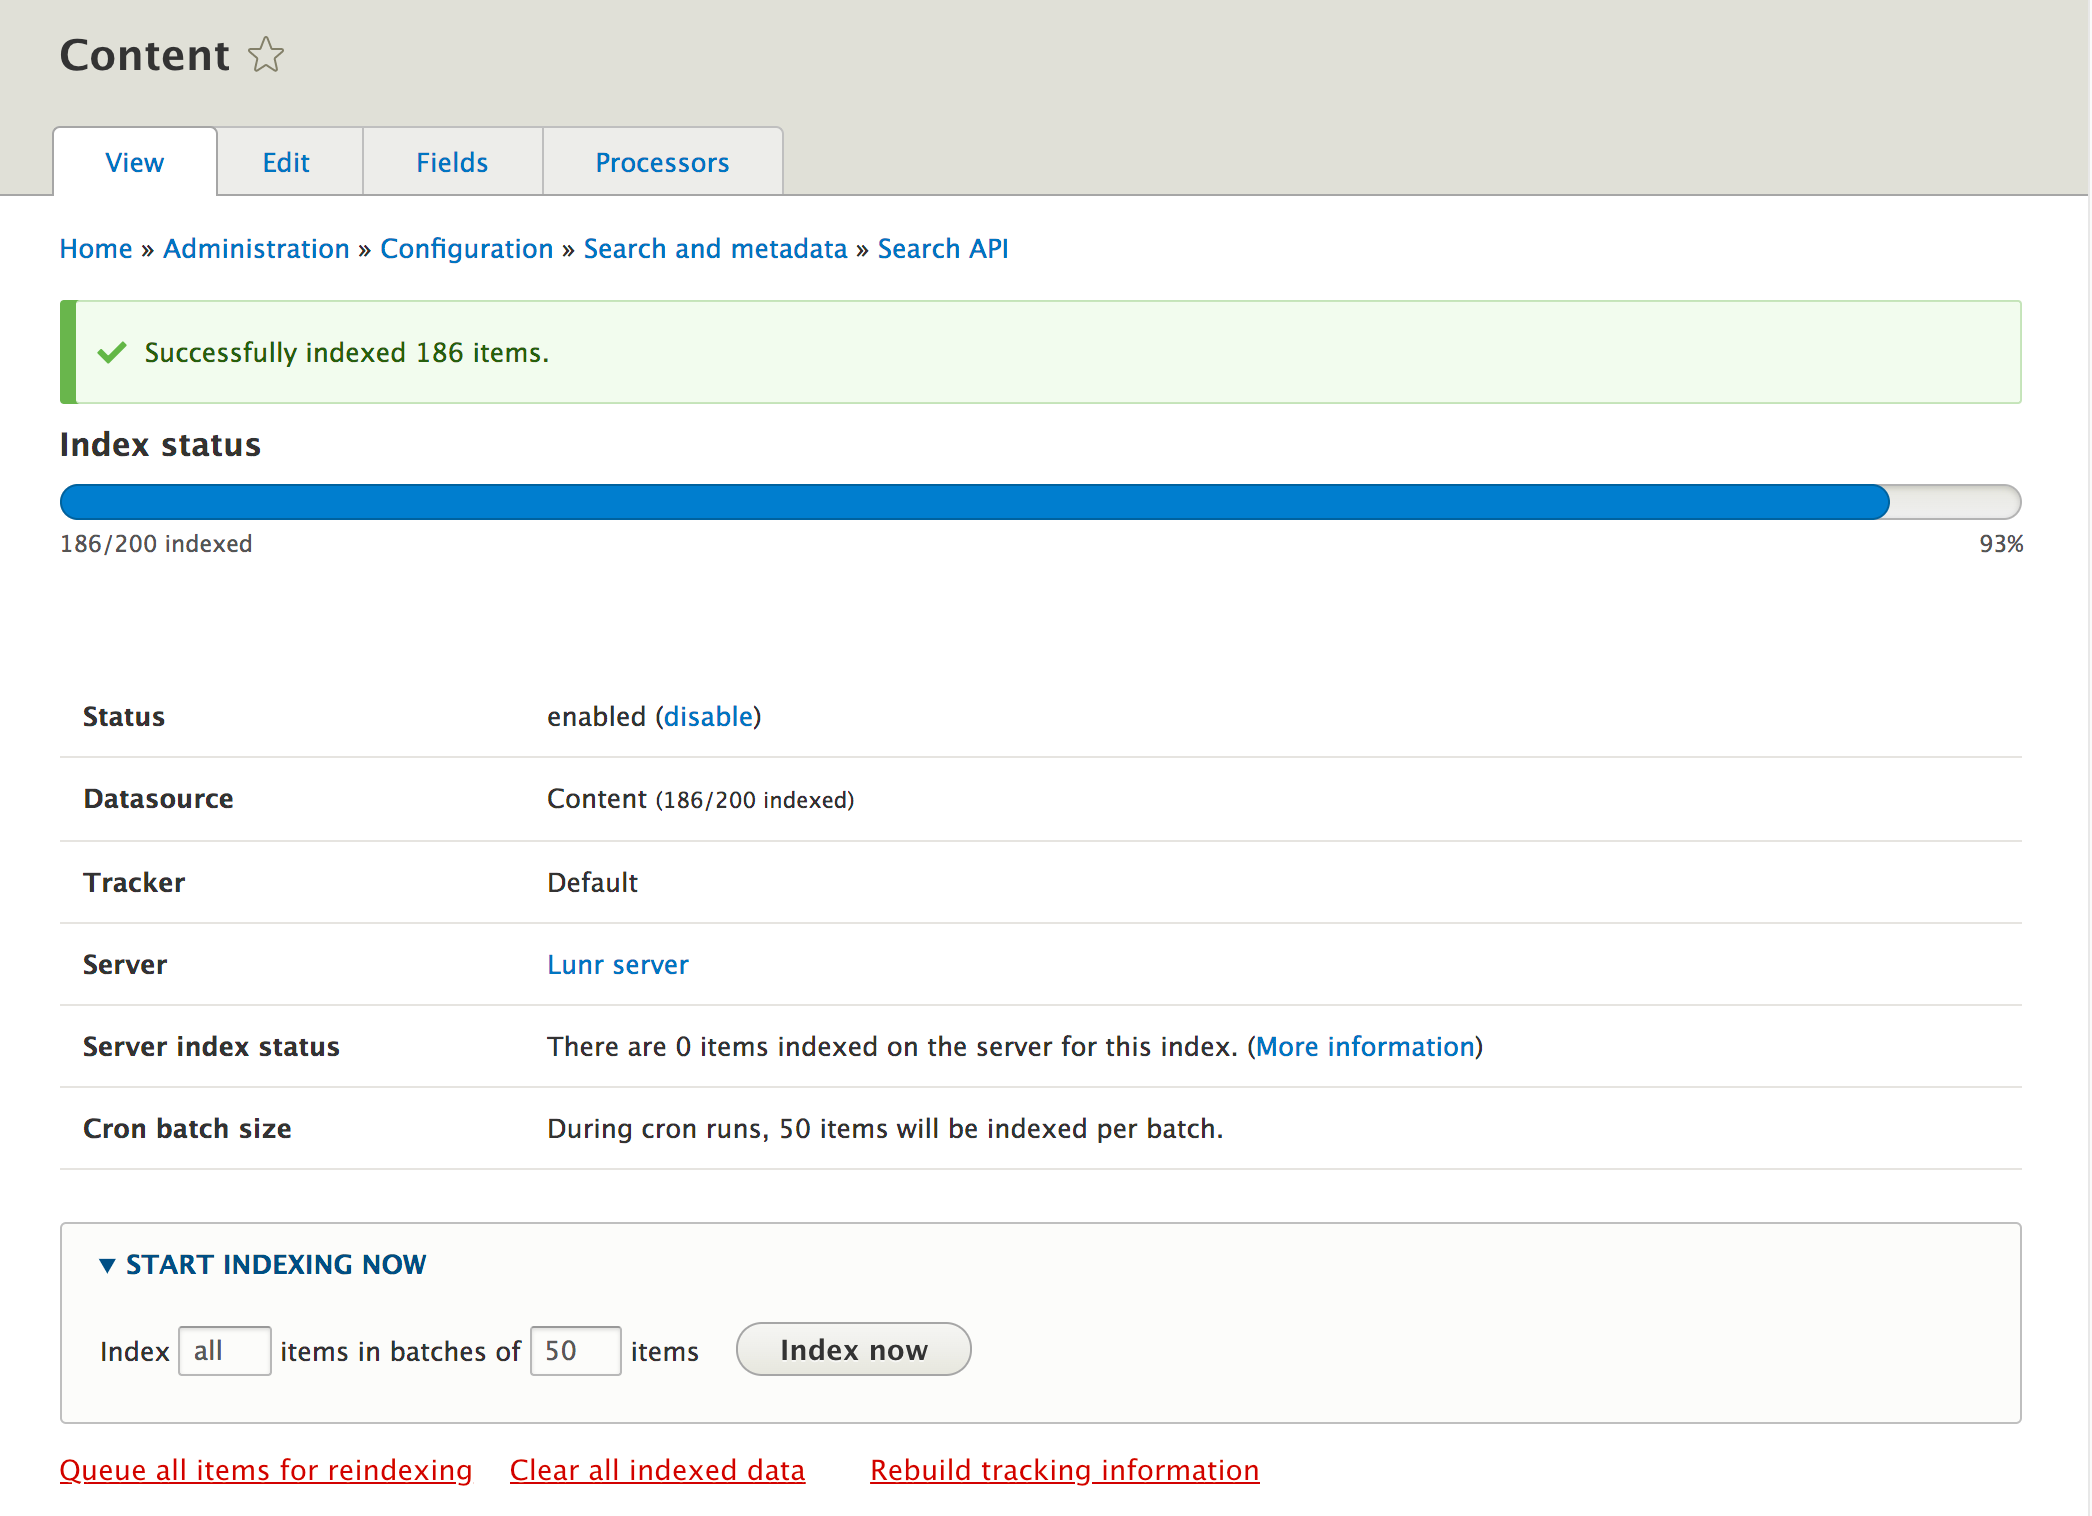 Content
View Edit Fields Processors
Home » Administration » Configuration » Search and metadata » Search API
Successfully indexed 186 items.
Index status
186/200 indexed 93%
Status enabled (disable)
Datasource Content (186/200 indexed)
Tracker Default
Server Lunr server
Server index status There are 0 items indexed on the server for this index. (More information)
Cron batch size During cron runs, 50 items will be indexed per batch.
START INDEXING NOW
Index all items in batches of 50 items Index now
Queue all items for reindexing Clear all indexed data Rebuild tracking information